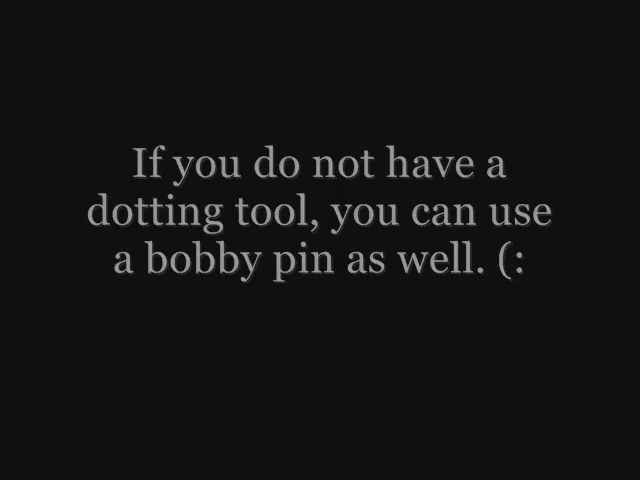 If you do not have a
dotting tool, you can use
a bobby pin as well. (: